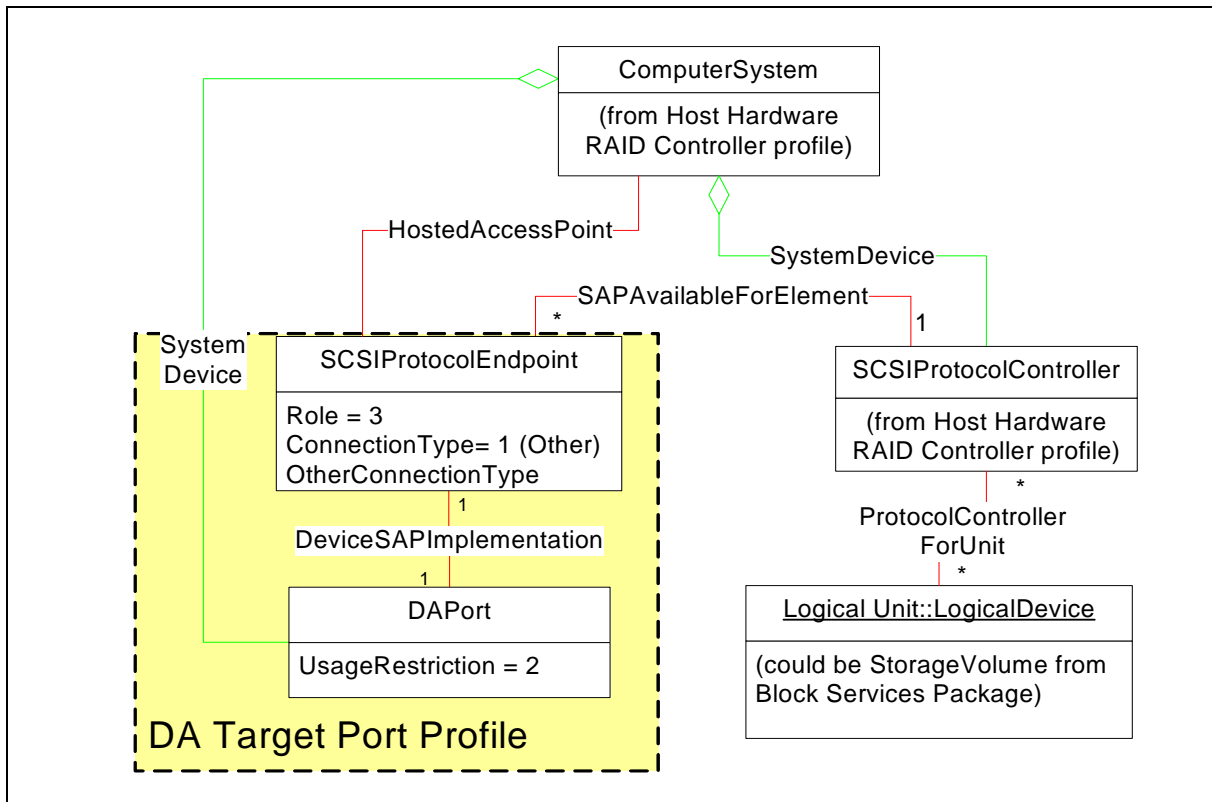 ComputerSystem
(from Host Hardware
RAID Controller profile)
HostedAccessPoint
SystemDevice
SAPAvailableForElement
*
1
System
Device
SCSIProtocolEndpoint
Role = 3
ConnectionType= 1 (Other)
OtherConnectionType
SCSIProtocolController
(from Host Hardware
RAID Controller profile)
1
DeviceSAPImplementation
1
*
ProtocolController
ForUnit
*
DAPort
UsageRestriction = 2
Logical Unit::LogicalDevice
(could be StorageVolume from
Block Services Package)
DA Target Port Profile